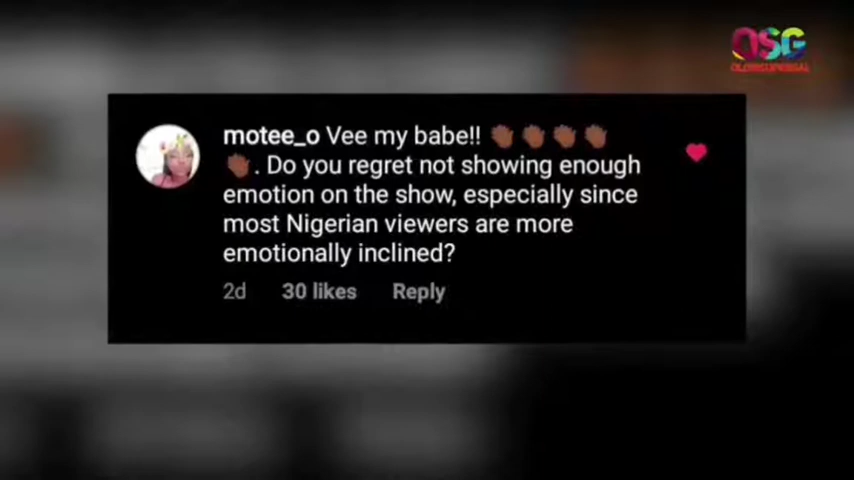 OSG
OLORISUPERGAL
motee_o Vee my babe!! 👏🏾👏🏾👏🏾👏🏾
👏🏾. Do you regret not showing enough
emotion on the show, especially since
most Nigerian viewers are more
emotionally inclined?
2d 30 likes Reply